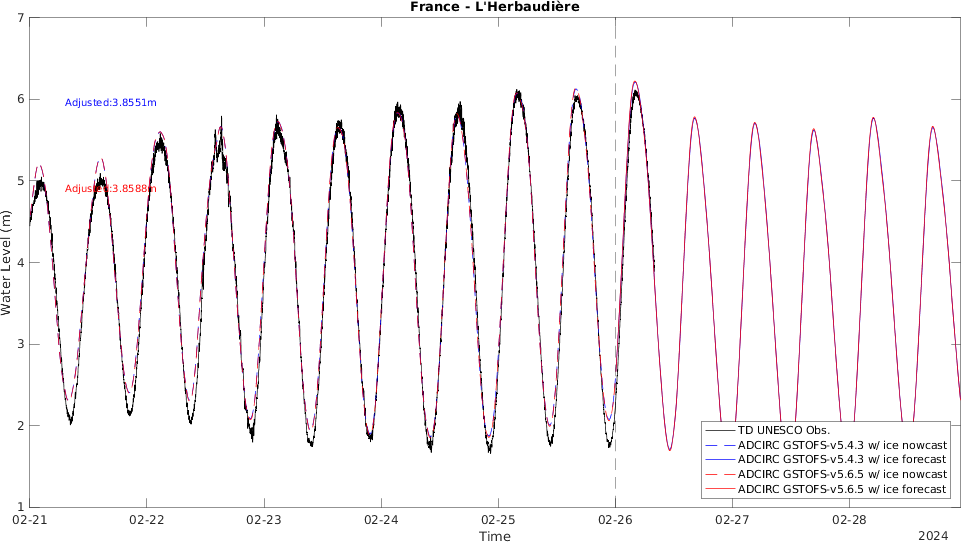 France - L'Herbaudière
7
6
5
4
3
2
1
Water Level (m)
Adjusted:3.8551m
Adjusted:3.8588m
TD UNESCO Obs.
ADCIRC GSTOFS-v5.4.3 w/ ice nowcast
ADCIRC GSTOFS-v5.4.3 w/ ice forecast
ADCIRC GSTOFS-v5.6.5 w/ ice nowcast
ADCIRC GSTOFS-v5.6.5 w/ ice forecast
02-21 02-22 02-23 02-24 02-25 02-26 02-27 02-28
Time
2024